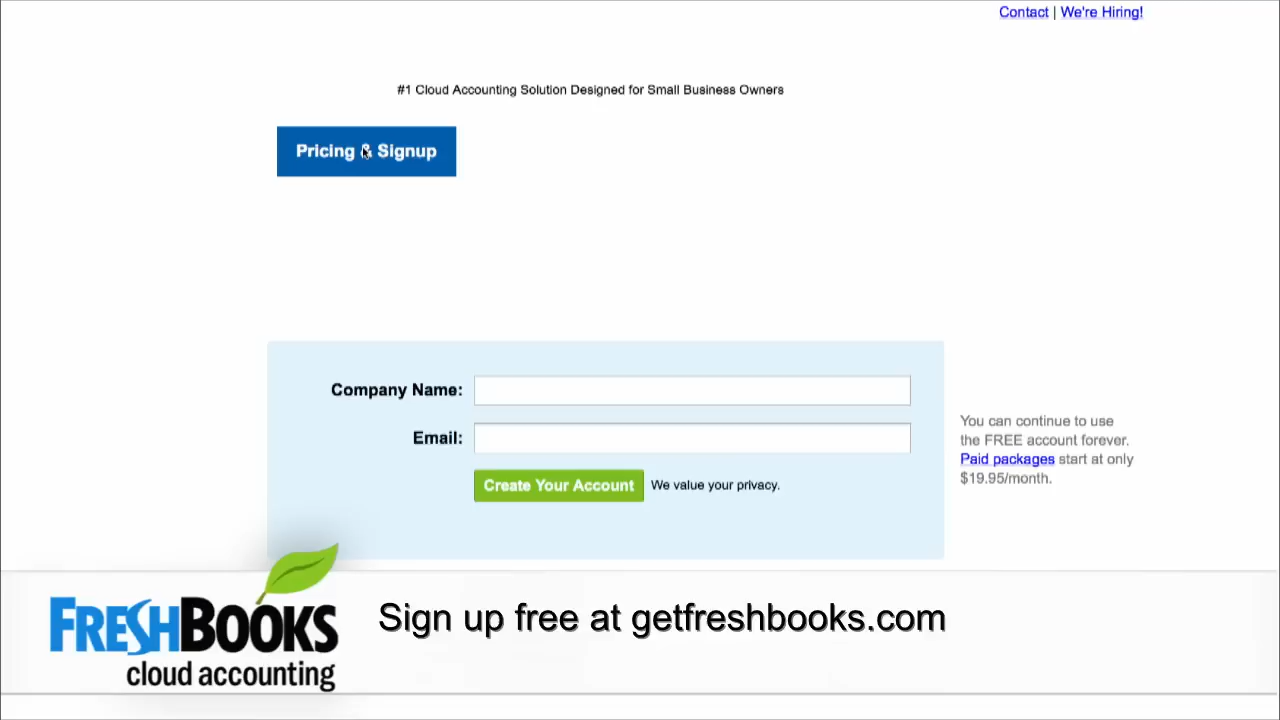 Contact | We're Hiring!
#1 Cloud Accounting Solution Designed for Small Business Owners
Pricing & Signup
Company Name:
Email:
You can continue to use
the FREE account forever.
Paid packages start at only
$19.95/month.
Create Your Account
We value your privacy.
FRESHBOOKS
cloud accounting
Sign up free at getfreshbooks.com